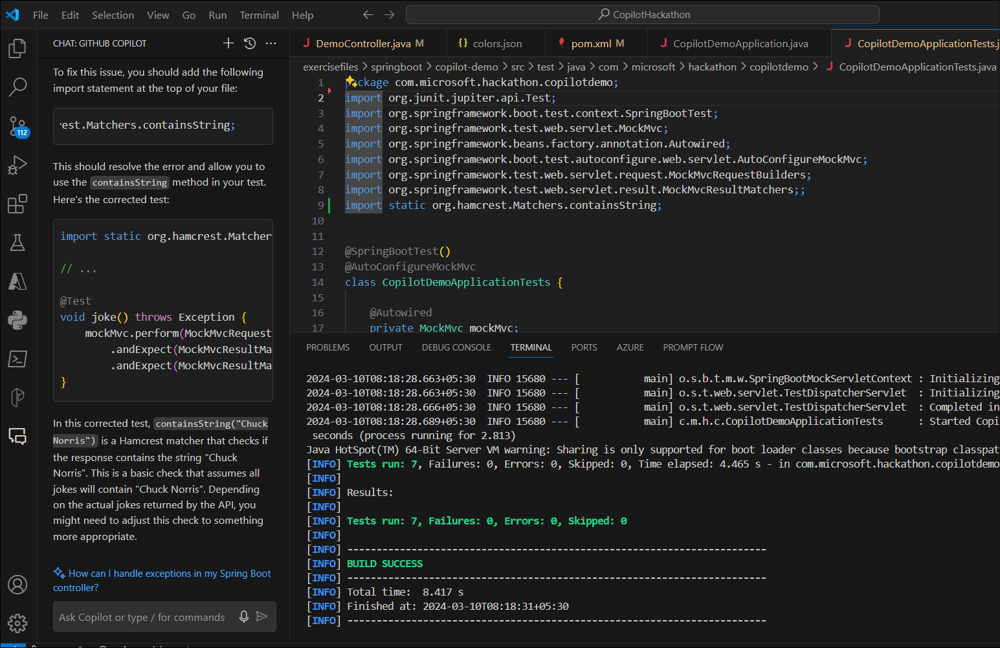 File Edit Selection View Go Run Terminal Help
CopilotHackathon
CHAT: GITHUB COPILOT
To fix this issue, you should add the following
import statement at the top of your file:
est.Matchers.containsString;
This should resolve the error and allow you to
use the containsString method in your test.
Here's the corrected test:
import static org.hamcrest.Matcher
// ...
@Test
void joke() throws Exception {
mockMvc.perform(MockMvcRequest
.andExpect(MockMvcResultMa
.andExpect(MockMvcResultMa
}
In this corrected test, containsString("Chuck
Norris") is a Hamcrest matcher that checks if
the response contains the string "Chuck
Norris". This is a basic check that assumes all
jokes will contain "Chuck Norris". Depending
on the actual jokes returned by the API, you
might need to adjust this check to something
more appropriate.
How can I handle exceptions in my Spring Boot
controller?
Ask Copilot or type / for commands
112
DemoController.java M {} colors.json pom.xml M CopilotDemoApplication.java CopilotDemoApplicationTests.j
exercisefiles > springboot > copilot-demo > src > test > java > com > microsoft > hackathon > copilotdemo > CopilotDemoApplicationTests.java
1 package com.microsoft.hackathon.copilotdemo;
2 import org.junit.jupiter.api.Test;
3 import org.springframework.boot.test.context.SpringBootTest;
4 import org.springframework.test.web.servlet.MockMvc;
5 import org.springframework.beans.factory.annotation.Autowired;
6 import org.springframework.boot.test.autoconfigure.web.servlet.AutoConfigureMockMvc;
7 import org.springframework.test.web.servlet.request.MockMvcRequestBuilders;
8 import org.springframework.test.web.servlet.result.MockMvcResultMatchers;;
9 import static org.hamcrest.Matchers.containsString;
10
11
12 @SpringBootTest()
13 @AutoConfigureMockMvc
14 class CopilotDemoApplicationTests {
15
16 @Autowired
17 private MockMvc mockMvc;
PROBLEMS OUTPUT DEBUG CONSOLE TERMINAL PORTS AZURE PROMPT FLOW
2024-03-10T08:18:28.663+05:30 INFO 15680 --- [ main] o.s.b.t.m.w.SpringBootMockServletContext : Initializing
2024-03-10T08:18:28.663+05:30 INFO 15680 --- [ main] o.s.t.web.servlet.TestDispatcherServlet : Initializing
2024-03-10T08:18:28.666+05:30 INFO 15680 --- [ main] o.s.t.web.servlet.TestDispatcherServlet : Completed in
2024-03-10T08:18:28.689+05:30 INFO 15680 --- [ main] c.m.h.c.CopilotDemoApplicationTests : Started Copi
seconds (process running for 2.813)
Java HotSpot(TM) 64-Bit Server VM warning: Sharing is only supported for boot loader classes because bootstrap classpat
[INFO] Tests run: 7, Failures: 0, Errors: 0, Skipped: 0, Time elapsed: 4.465 s - in com.microsoft.hackathon.copilotdemo
[INFO]
[INFO] Results:
[INFO]
[INFO] Tests run: 7, Failures: 0, Errors: 0, Skipped: 0
[INFO]
[INFO] ------------------------------------------------------------------------
[INFO] BUILD SUCCESS
[INFO] ------------------------------------------------------------------------
[INFO] Total time: 8.417 s
[INFO] Finished at: 2024-03-10T08:18:31+05:30
[INFO] ------------------------------------------------------------------------